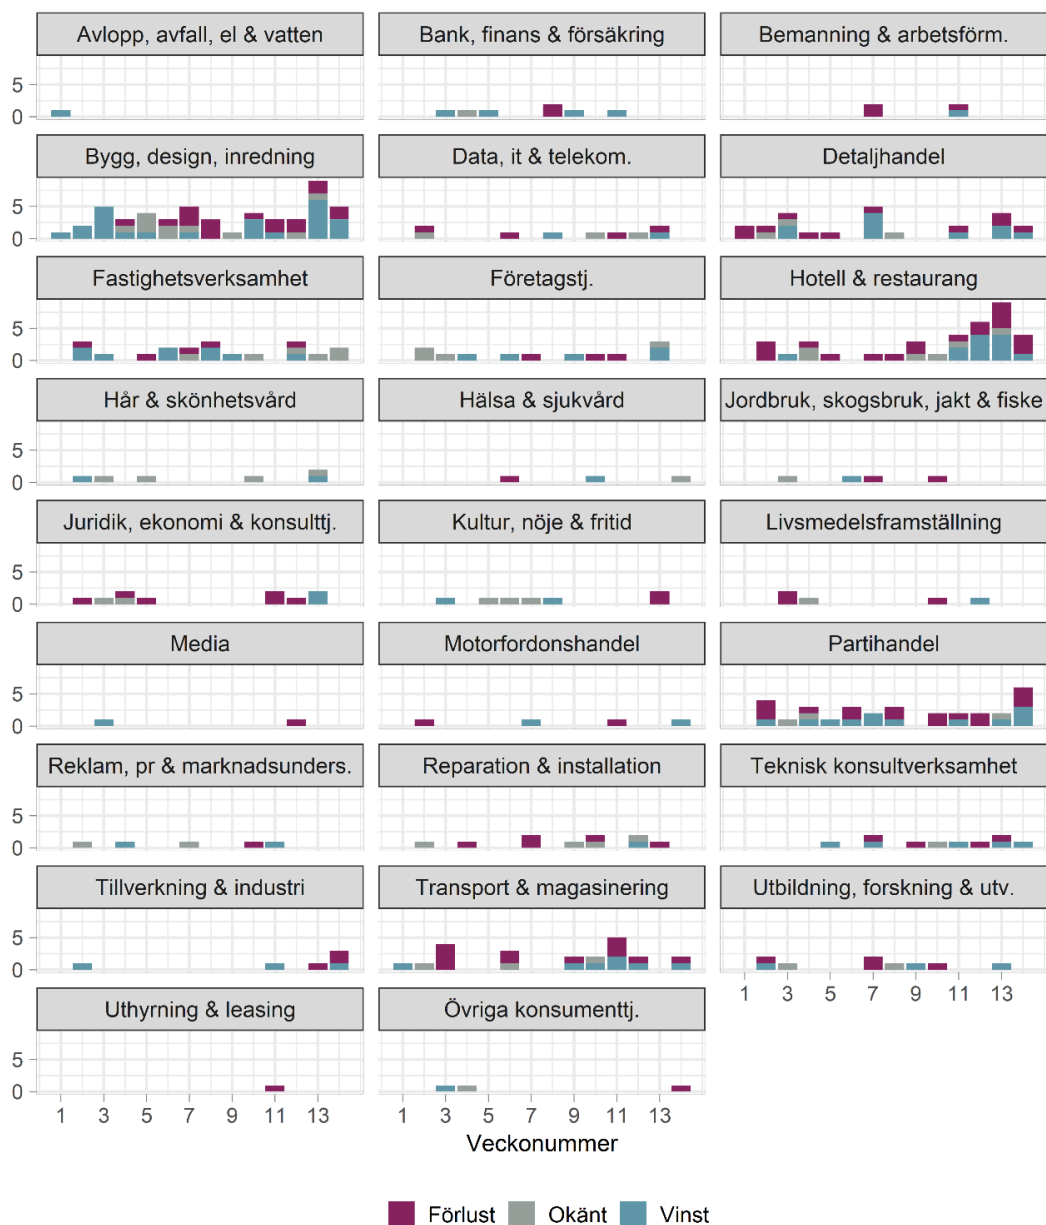 Avlopp, avfall, el & vatten
Bank, finans & försäkring
Bemanning & arbetsförm.
5
0
Bygg, design, inredning
Data, it & telekom.
Detaljhandel
5
0
Fastighetsverksamhet
Företagstj.
Hotell & restaurang
5
0
Hår & skönhetsvård
Hälsa & sjukvård
Jordbruk, skogsbruk, jakt & fiske
5
0
Juridik, ekonomi & konsulttj.
Kultur, nöje & fritid
Livsmedelsframställning
5
0
Media
Motorfordonshandel
Partihandel
5
0
Reklam, pr & marknadsunders.
Reparation & installation
Teknisk konsultverksamhet
5
0
Tillverkning & industri
Transport & magasinering
Utbildning, forskning & utv.
5
0
1 3 5 7 9 11 13
Uthyrning & leasing
Övriga konsumenttj.
5
0
1 3 5 7 9 11 13
1 3 5 7 9 11 13
Veckonummer
Förlust Okänt Vinst